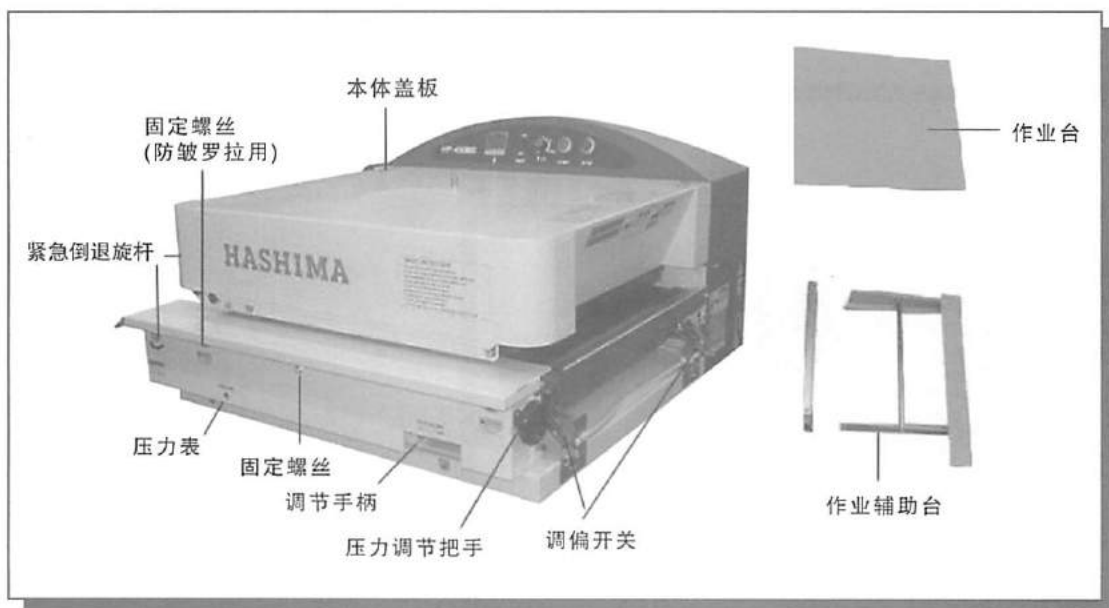 本体盖板
固定螺丝
(防皱罗拉用)
作业台
紧急倒退旋杆
HASHIMA
压力表
固定螺丝
调节手柄
作业辅助台
压力调节把手
调偏开关